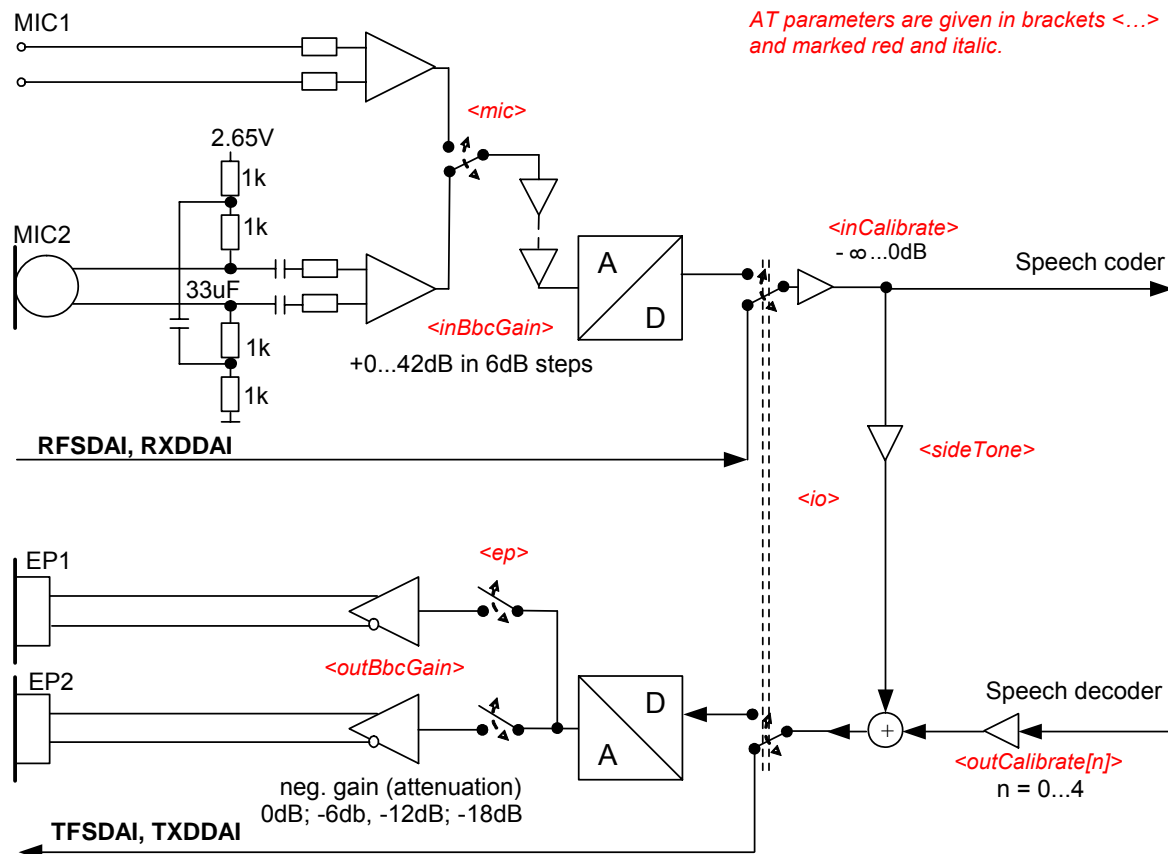 MIC1
AT parameters are given in brackets <...>
and marked red and italic.
<mic>
2.65V
1k
1k
MIC2
33uF
1k
1k
A
D
<inBbcGain>
+0...42dB in 6dB steps
<inCalibrate>
- ∞...0dB
Speech coder
RFSDAI, RXDDAI
<sideTone>
<io>
EP1
<ep>
<outBbcGain>
EP2
D
A
Speech decoder
+
<outCalibrate[n]>
n = 0...4
neg. gain (attenuation)
0dB; -6db, -12dB; -18dB
TFSDAI, TXDDAI